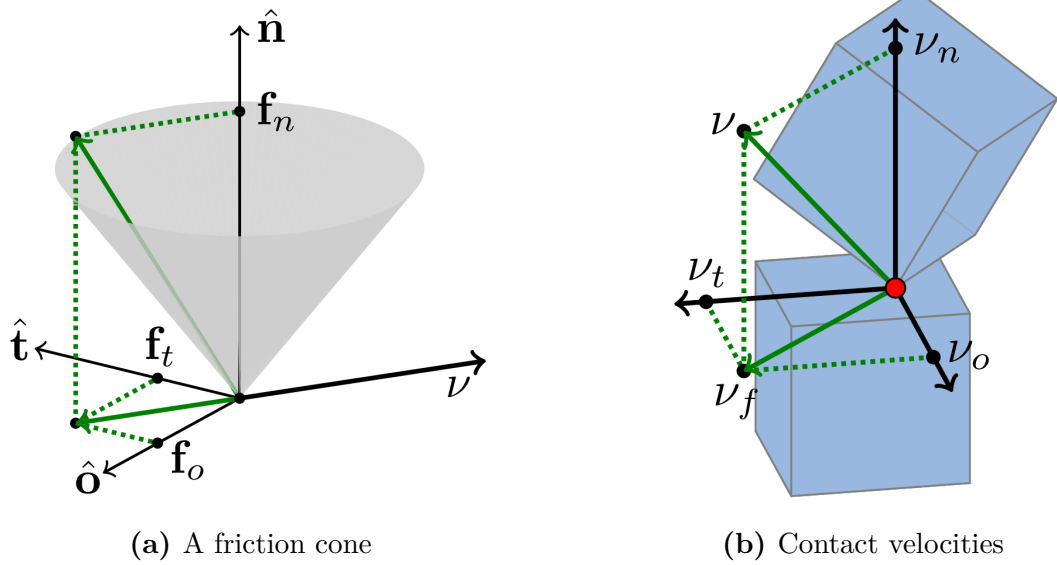 n̂
f_n
t̂
f_t
ν
f_o
ô
(a) A friction cone
ν_n
ν
ν_t
ν_o
ν_f
(b) Contact velocities